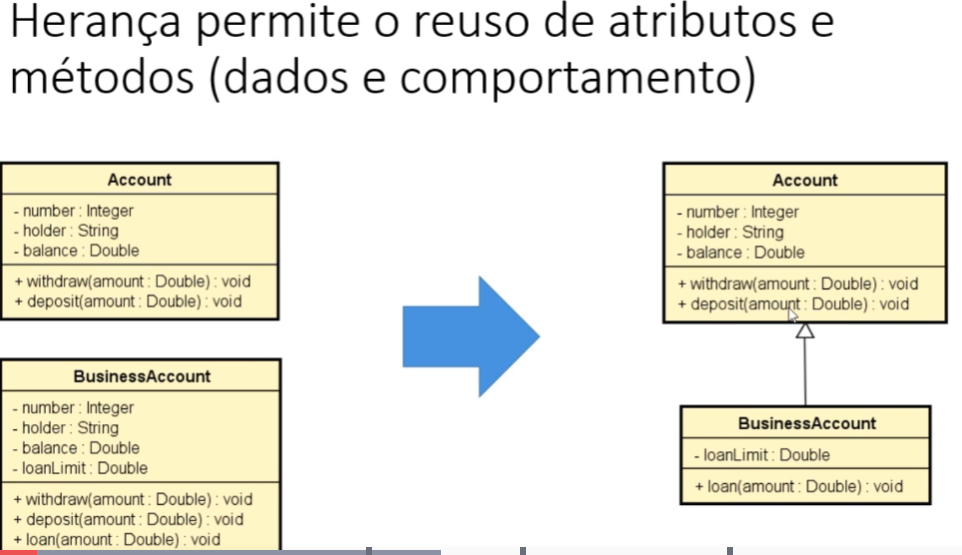 Herança permite o reuso de atributos e
métodos (dados e comportamento)
Account
- number : Integer
- holder : String
- balance : Double
+ withdraw(amount : Double) : void
+ deposit(amount : Double) : void
BusinessAccount
- number : Integer
- holder : String
- balance : Double
- loanLimit : Double
+ withdraw(amount : Double) : void
+ deposit(amount : Double) : void
+ loan(amount : Double) : void
Account
- number : Integer
- holder : String
- balance : Double
+ withdraw(amount : Double) : void
+ deposit(amount : Double) : void
BusinessAccount
- loanLimit : Double
+ loan(amount : Double) : void